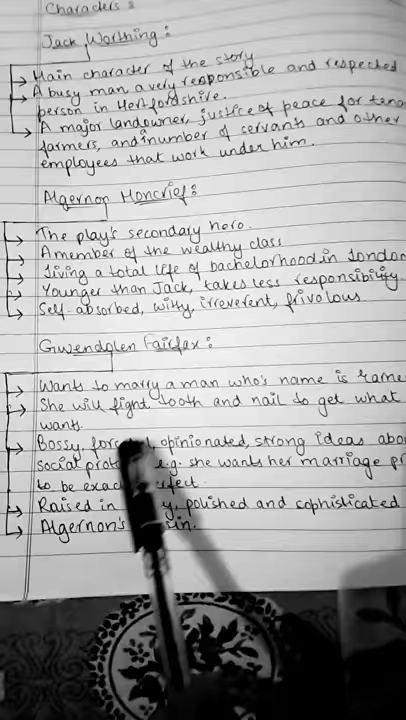 Characters :
Jack Worthing :
Main character of the story
A busy man a very responsible and respected
person in Hertfordshire.
A major landowner, justice of peace for
farmers, and a number of servants and other
employees that work under him.
Algernon Moncrief :
The play's secondary hero.
A member of the wealthy class
living a total life of bachelorhood in London
Younger than Jack, takes less responsibility.
Self-absorbed, witty, irreverent, frivolous
Gwendolen Fairfax :
Wants to marry a man who's name is
She will fight tooth and nail to get what
wants.
Bossy, opinionated, strong ideas
social e.g. she wants her marriage
to be
Raised in polished and sophisticated
Algernon's